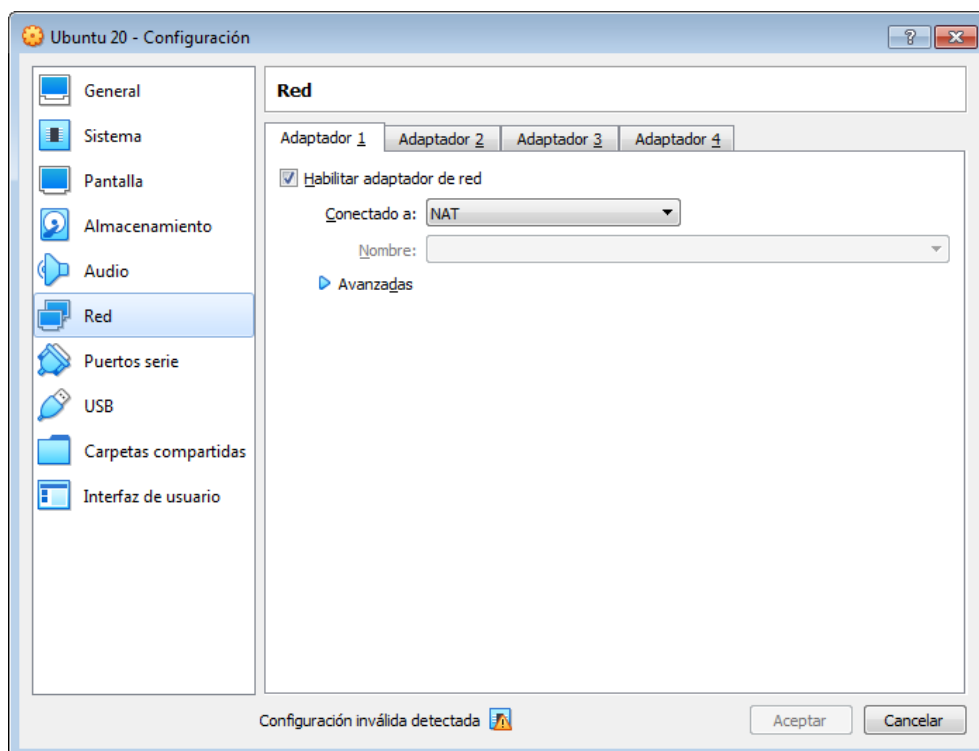 Ubuntu 20 - Configuración
General
Sistema
Pantalla
Almacenamiento
Audio
Red
Puertos serie
USB
Carpetas compartidas
Interfaz de usuario
Red
Adaptador 1 Adaptador 2 Adaptador 3 Adaptador 4
Habilitar adaptador de red
Conectado a: NAT
Nombre:
Avanzadas
Configuración inválida detectada Aceptar Cancelar